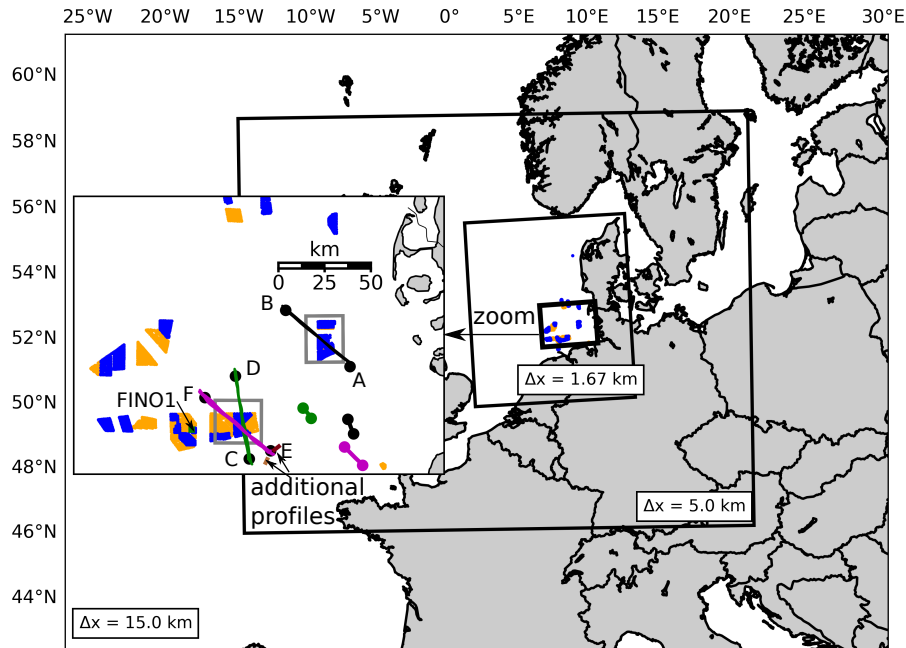 25°W 20°W 15°W 10°W 5°W 0° 5°E 10°E 15°E 20°E 25°E 30°E
60°N
58°N
56°N
54°N
52°N
50°N
48°N
46°N
44°N
km
0 25 50
B
A
D
F
FINO1
C
E
zoom
additional
profiles
Δx = 1.67 km
Δx = 5.0 km
Δx = 15.0 km